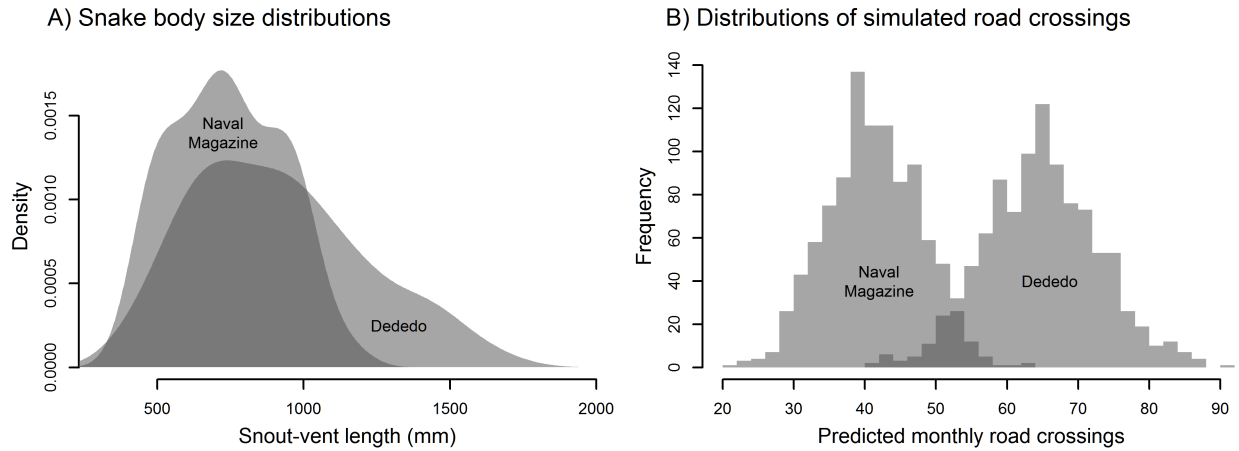 A) Snake body size distributions
Density
0.0000 0.0005 0.0010 0.0015
Naval
Magazine
Dededo
500 1000 1500 2000
Snout-vent length (mm)
B) Distributions of simulated road crossings
Frequency
0 20 40 60 80 100 120 140
Naval
Magazine
Dededo
20 30 40 50 60 70 80 90
Predicted monthly road crossings